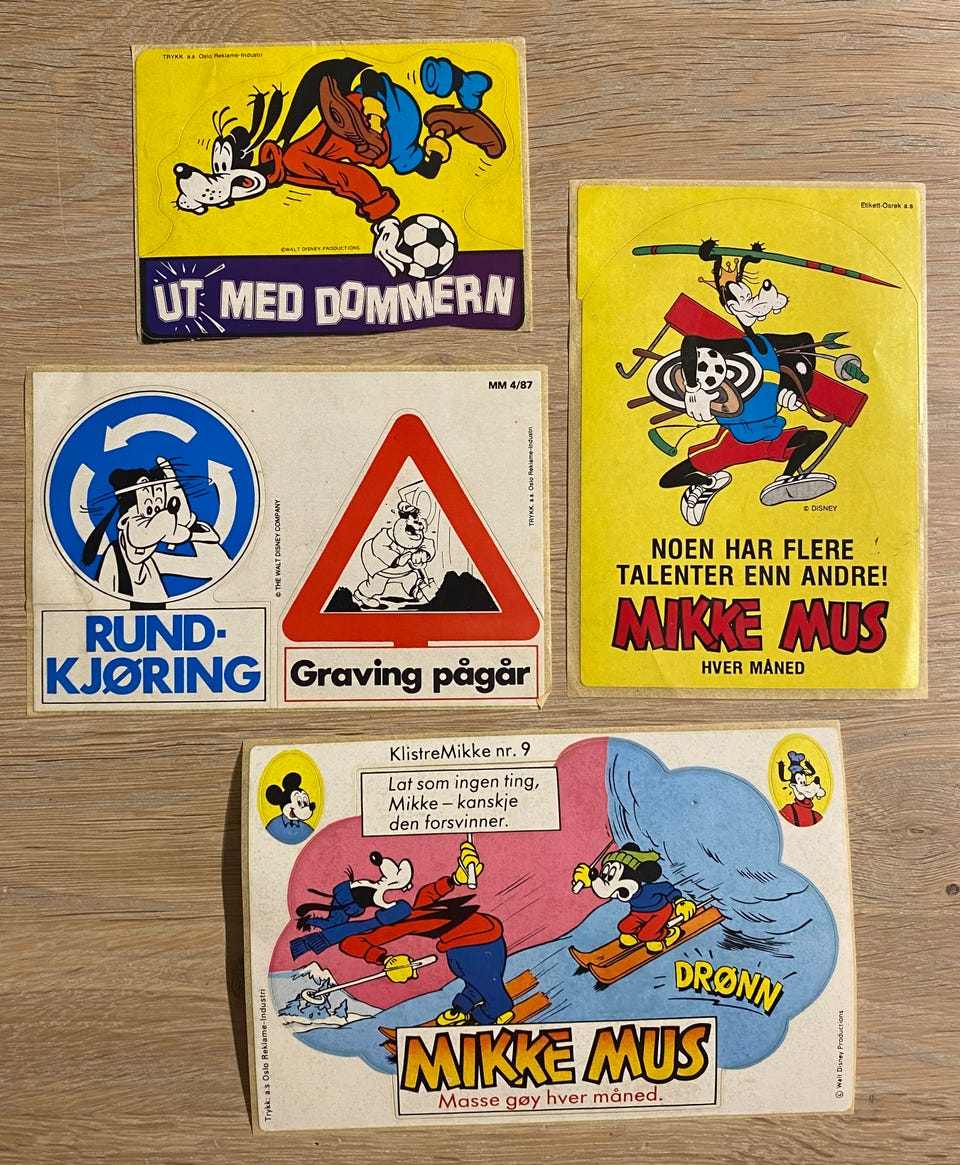 TRYKK a.s Oslo Reklame-Industri
©WALT DISNEY PRODUCTIONS
UT MED DOMMERN
Etikett-Osrek a.s
© DISNEY
NOEN HAR FLERE
TALENTER ENN ANDRE!
MIKKE MUS
HVER MÅNED
MM 4/87
© THE WALT DISNEY COMPANY
TRYKK. a.s. Oslo Reklame-Industri
RUND-
KJØRING
Graving pågår
KlistreMikke nr. 9
Lat som ingen ting,
Mikke – kanskje
den forsvinner.
DRØNN
MIKKE MUS
Masse gøy hver måned.
Trykk: a.s Oslo Reklame-Industri
© Walt Disney Productions